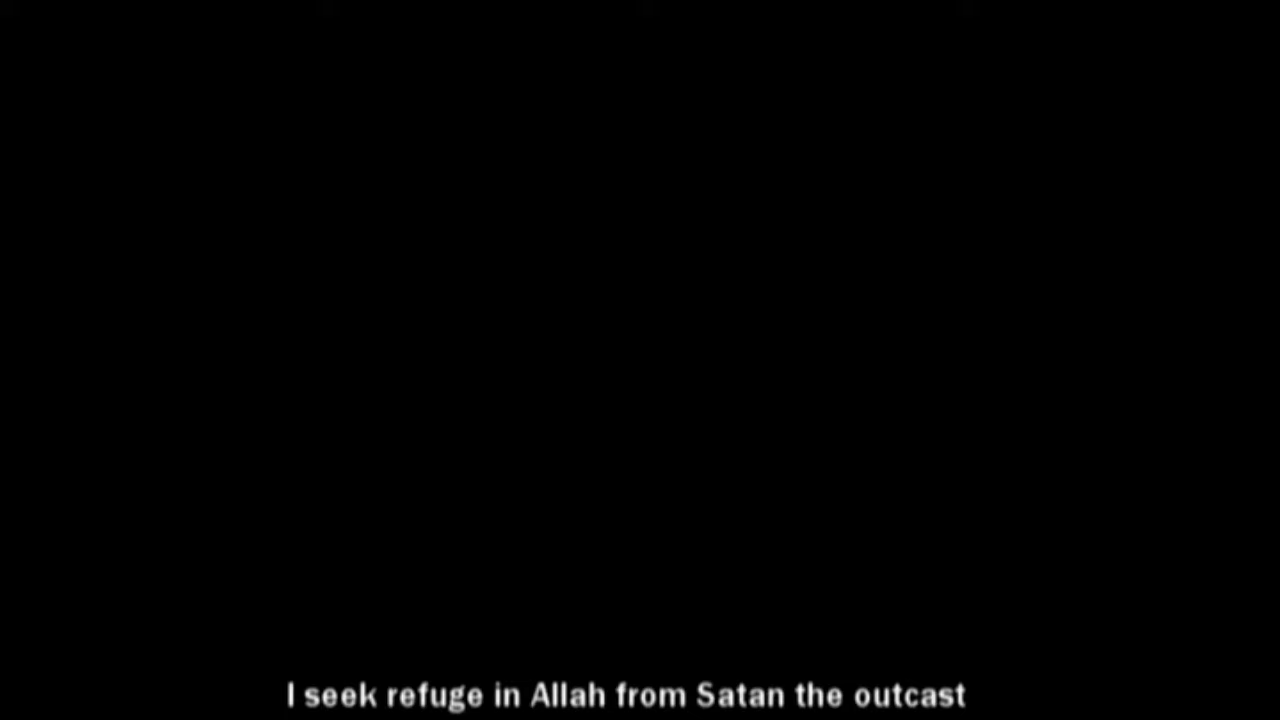 I seek refuge in Allah from Satan the outcast